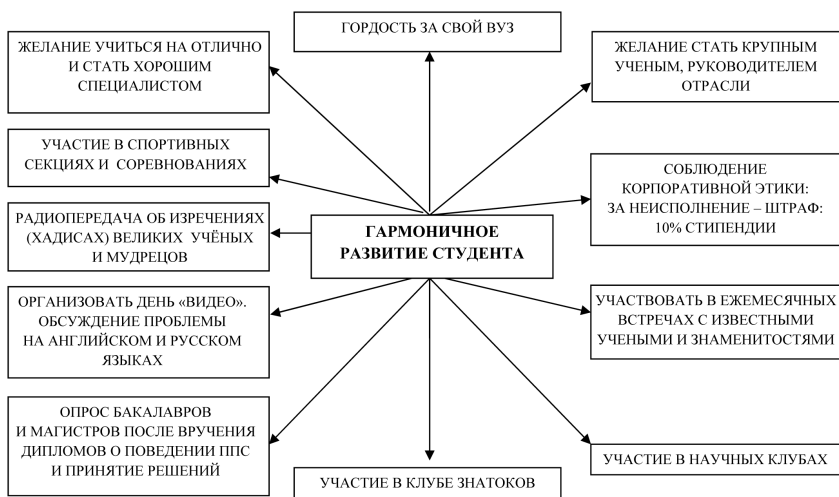 ГОРДОСТЬ ЗА СВОЙ ВУЗ
ЖЕЛАНИЕ УЧИТЬСЯ НА ОТЛИЧНО
И СТАТЬ ХОРОШИМ
СПЕЦИАЛИСТОМ
ЖЕЛАНИЕ СТАТЬ КРУПНЫМ
УЧЕНЫМ, РУКОВОДИТЕЛЕМ
ОТРАСЛИ
УЧАСТИЕ В СПОРТИВНЫХ
СЕКЦИЯХ И СОРЕВНОВАНИЯХ
СОБЛЮДЕНИЕ
КОРПОРАТИВНОЙ ЭТИКИ:
ЗА НЕИСПОЛНЕНИЕ – ШТРАФ:
10% СТИПЕНДИИ
РАДИОПЕРЕДАЧА ОБ ИЗРЕЧЕНИЯХ
(ХАДИСАХ) ВЕЛИКИХ УЧЁНЫХ
И МУДРЕЦОВ
ГАРМОНИЧНОЕ
РАЗВИТИЕ СТУДЕНТА
ОРГАНИЗОВАТЬ ДЕНЬ «ВИДЕО».
ОБСУЖДЕНИЕ ПРОБЛЕМЫ
НА АНГЛИЙСКОМ И РУССКОМ
ЯЗЫКАХ
УЧАСТВОВАТЬ В ЕЖЕМЕСЯЧНЫХ
ВСТРЕЧАХ С ИЗВЕСТНЫМИ
УЧЕНЫМИ И ЗНАМЕНИТОСТЯМИ
ОПРОС БАКАЛАВРОВ
И МАГИСТРОВ ПОСЛЕ ВРУЧЕНИЯ
ДИПЛОМОВ О ПОВЕДЕНИИ ППС
И ПРИНЯТИЕ РЕШЕНИЙ
УЧАСТИЕ В КЛУБЕ ЗНАТОКОВ
УЧАСТИЕ В НАУЧНЫХ КЛУБАХ